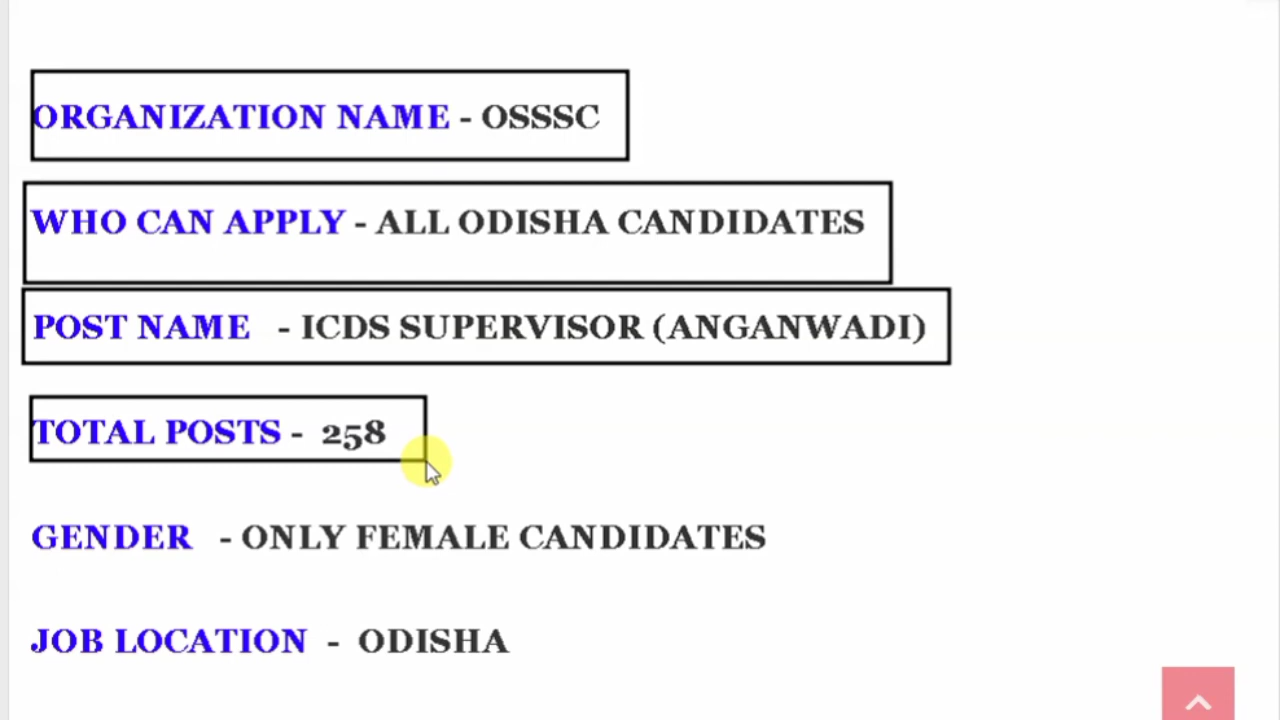 ORGANIZATION NAME - OSSSC
WHO CAN APPLY - ALL ODISHA CANDIDATES
POST NAME - ICDS SUPERVISOR (ANGANWADI)
TOTAL POSTS - 258
GENDER - ONLY FEMALE CANDIDATES
JOB LOCATION - ODISHA